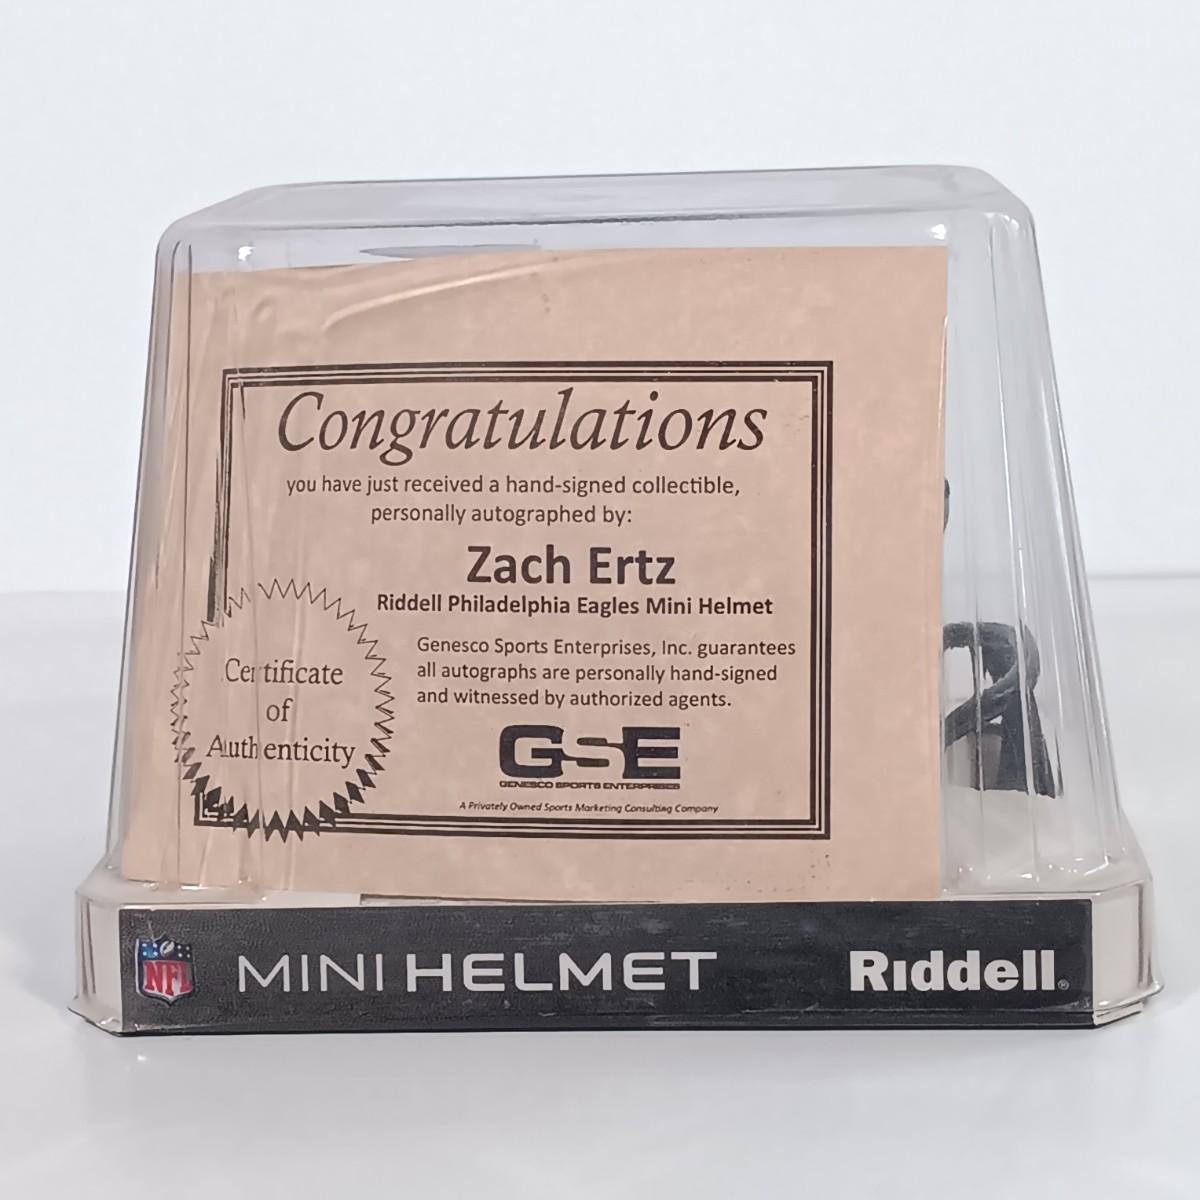 Congratulations
you have just received a hand-signed collectible,
personally autographed by:
Zach Ertz
Riddell Philadelphia Eagles Mini Helmet
Genesco Sports Enterprises, Inc. guarantees
all autographs are personally hand-signed
and witnessed by authorized agents.
Certificate
of
Authenticity
GSE
GENESCO SPORTS ENTERPRISES
A Privately Owned Sports Marketing Consulting Company
NFL
MINI HELMET
Riddell®